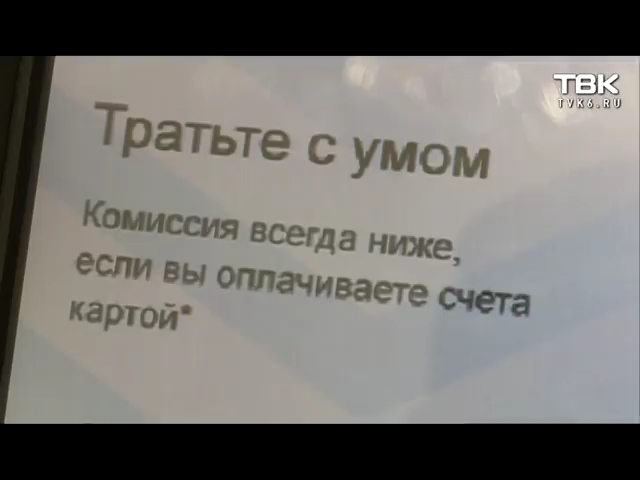 ТВК
TVK6.RU
Тратьте с умом
Комиссия всегда ниже,
если вы оплачиваете счета
картой*